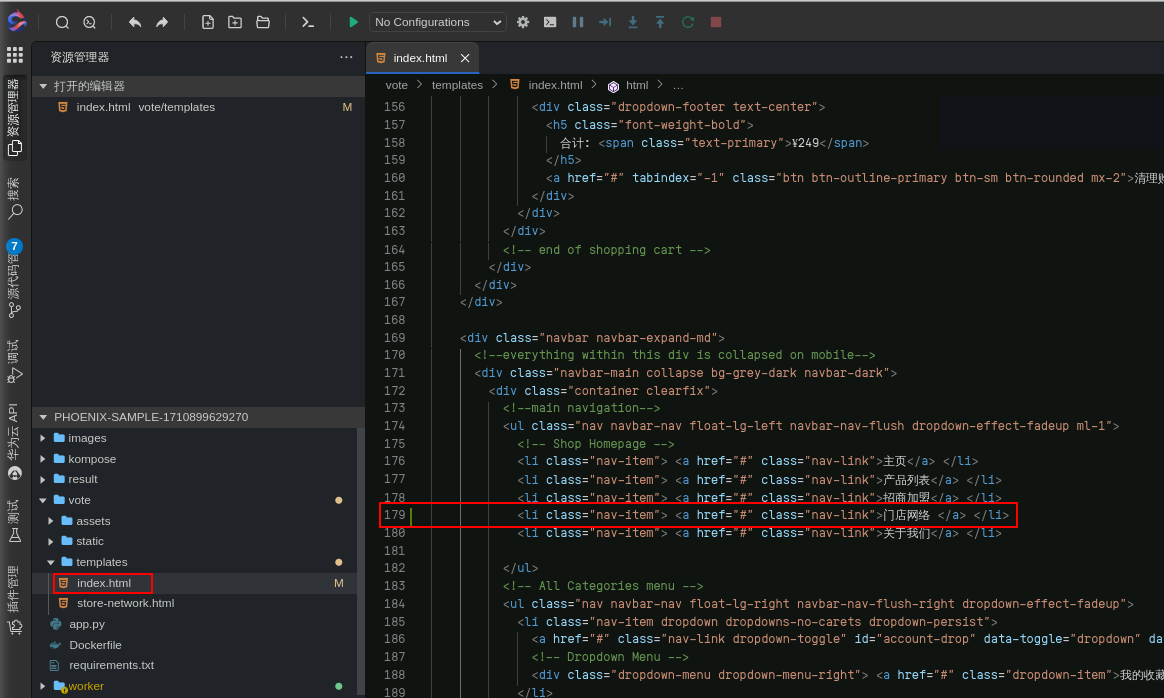 No Configurations
资源管理器
搜索
7
源代码管
调试
华为云 API
测试
插件管理
资源管理器 ...
打开的编辑器
index.html vote/templates M
PHOENIX-SAMPLE-1710899629270
images
kompose
result
vote
assets
static
templates
index.html M
store-network.html
app.py
Dockerfile
requirements.txt
worker
index.html
vote > templates > index.html > html > ...
156 <div class="dropdown-footer text-center">
157 <h5 class="font-weight-bold">
158 合计: <span class="text-primary">¥249</span>
159 </h5>
160 <a href="#" tabindex="-1" class="btn btn-outline-primary btn-sm btn-rounded mx-2">清理
161 </div>
162 </div>
163 </div>
164 <!-- end of shopping cart -->
165 </div>
166 </div>
167 </div>
168
169 <div class="navbar navbar-expand-md">
170 <!--everything within this div is collapsed on mobile-->
171 <div class="navbar-main collapse bg-grey-dark navbar-dark">
172 <div class="container clearfix">
173 <!--main navigation-->
174 <ul class="nav navbar-nav float-lg-left navbar-nav-flush dropdown-effect-fadeup ml-1">
175 <!-- Shop Homepage -->
176 <li class="nav-item"> <a href="#" class="nav-link">主页</a> </li>
177 <li class="nav-item"> <a href="#" class="nav-link">产品列表</a> </li>
178 <li class="nav-item"> <a href="#" class="nav-link">招商加盟</a> </li>
179 <li class="nav-item"> <a href="#" class="nav-link">门店网络 </a> </li>
180 <li class="nav-item"> <a href="#" class="nav-link">关于我们</a> </li>
181
182 </ul>
183 <!-- All Categories menu -->
184 <ul class="nav navbar-nav float-lg-right navbar-nav-flush-right dropdown-effect-fadeup">
185 <li class="nav-item dropdown dropdowns-no-carets dropdown-persist">
186 <a href="#" class="nav-link dropdown-toggle" id="account-drop" data-toggle="dropdown" da
187 <!-- Dropdown Menu -->
188 <div class="dropdown-menu dropdown-menu-right"> <a href="#" class="dropdown-item">我的收藏
189 </li>